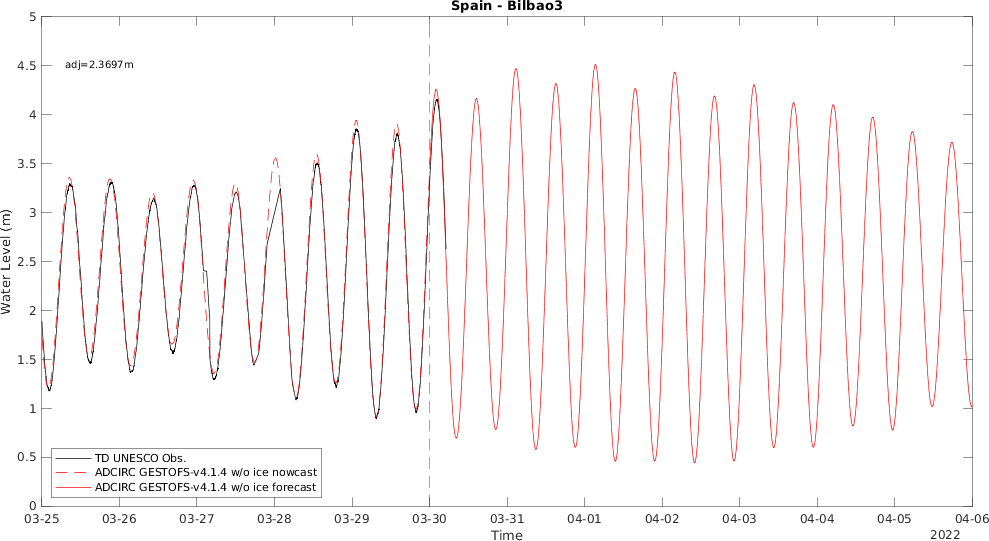 Spain - Bilbao3
adj=2.3697m
Water Level (m)
5
4.5
4
3.5
3
2.5
2
1.5
1
0.5
0
TD UNESCO Obs.
ADCIRC GESTOFS-v4.1.4 w/o ice nowcast
ADCIRC GESTOFS-v4.1.4 w/o ice forecast
03-25 03-26 03-27 03-28 03-29 03-30 03-31 04-01 04-02 04-03 04-04 04-05 04-06
Time
2022